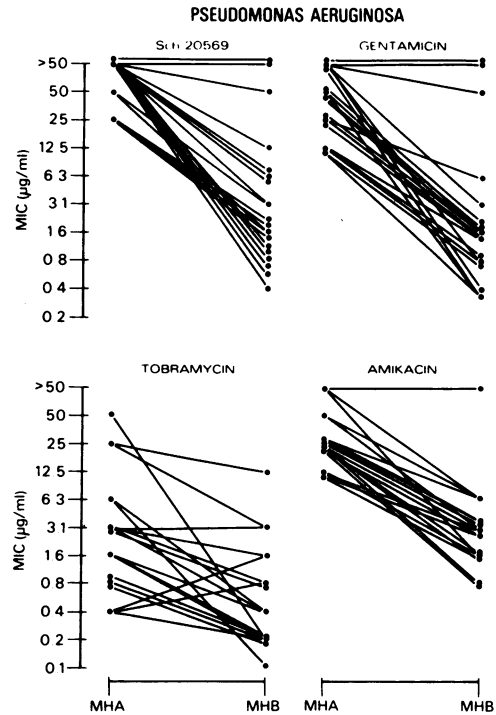 PSEUDOMONAS AERUGINOSA
Sch 20569
GENTAMICIN
>50
50
25
12 5
6 3
3 1
1 6
0 8
0 4
0 2
MIC (µg/ml)
TOBRAMYCIN
AMIKACIN
>50
50
25
12 5
6 3
3 1
1 6
0 8
0 4
0 2
0 1
MIC (µg/ml)
MHA
MHB
MHA
MHB